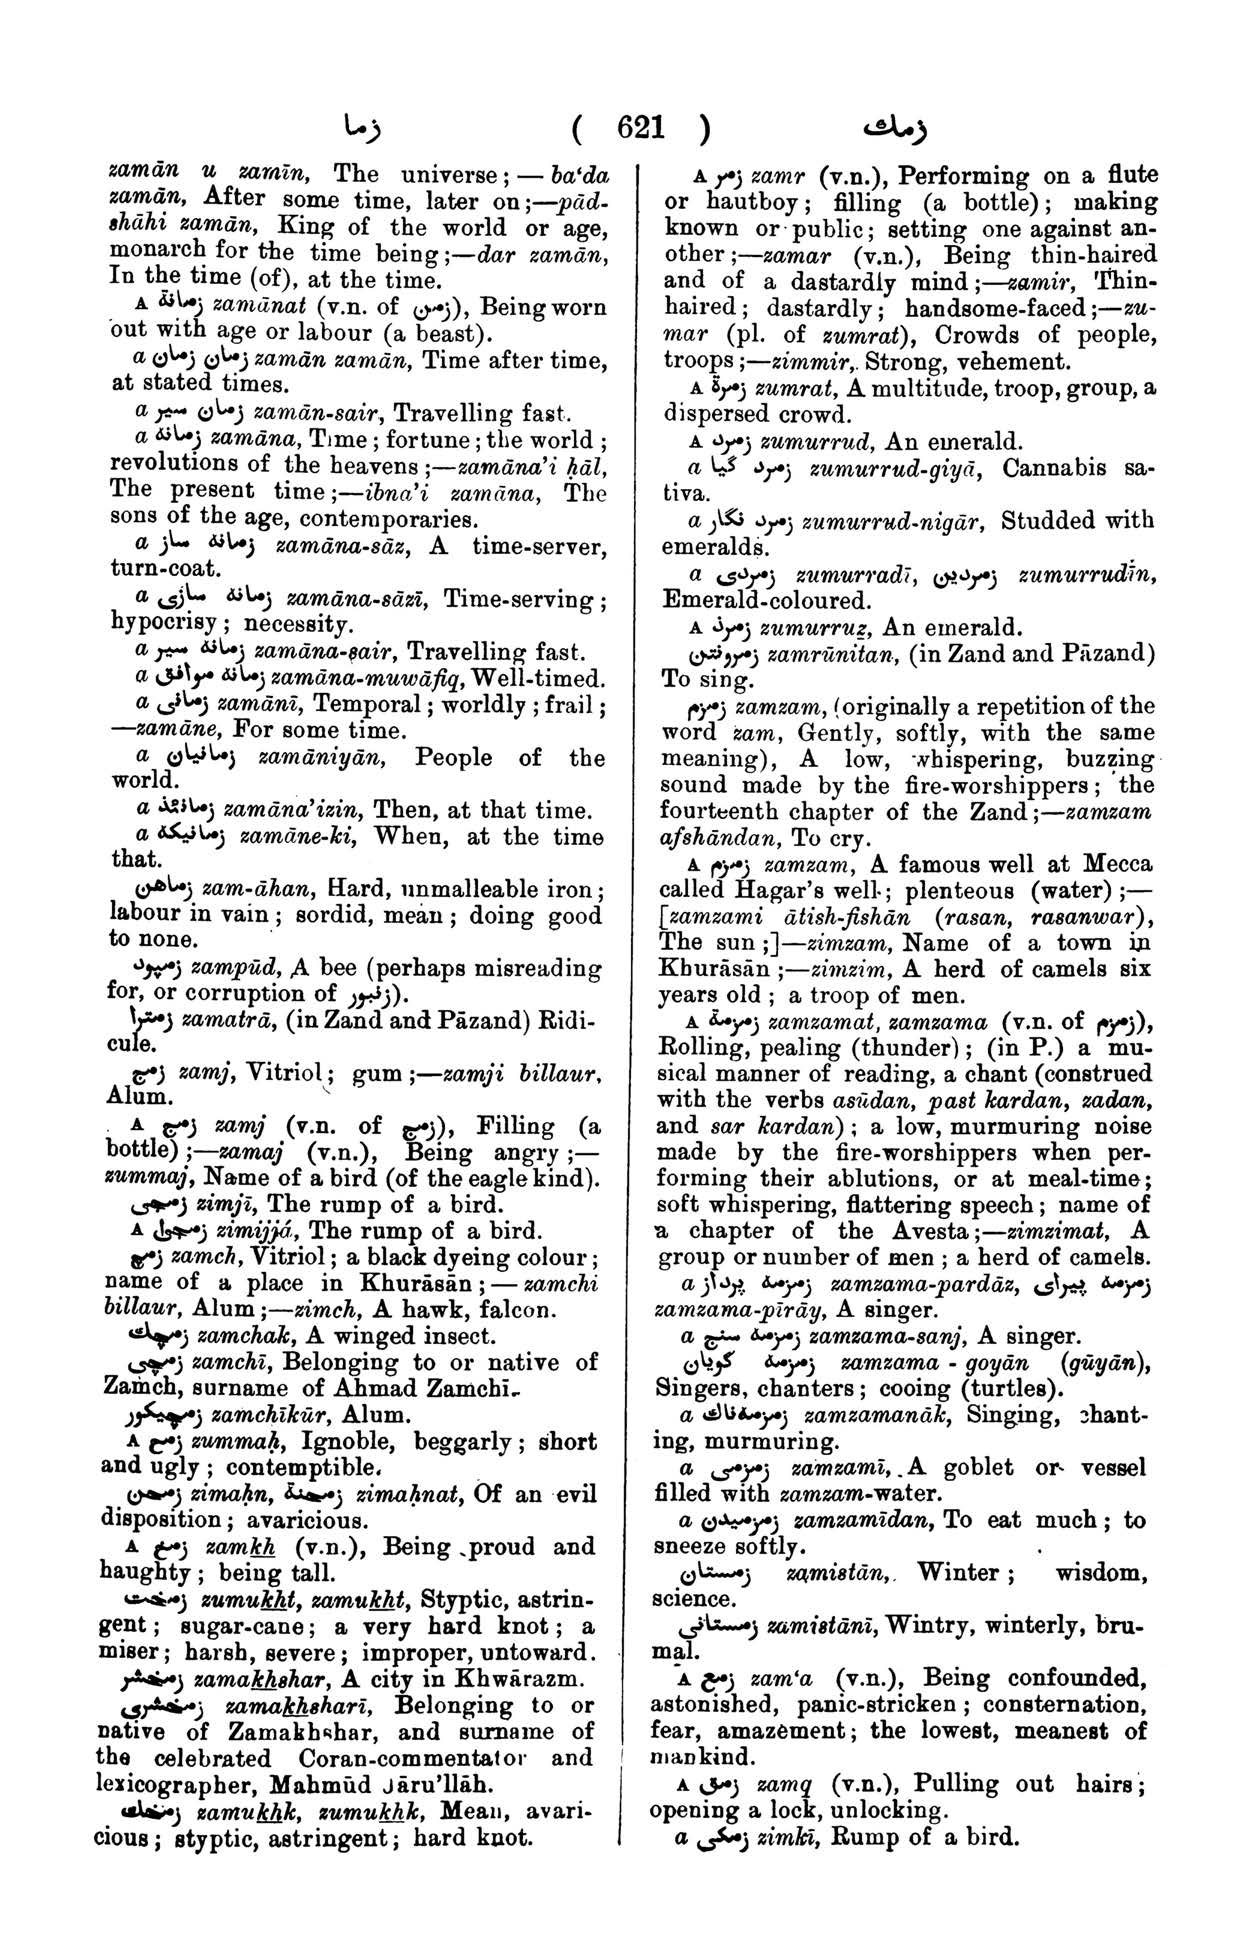 زما ( 621 ) زمك
zamān u zamīn, The universe; — ba‘da
zamān, After some time, later on;—pād-
shāhi zamān, King of the world or age,
monarch for the time being;—dar zamān,
In the time (of), at the time.
A زمانة zamānat (v.n. of زمن), Being worn
out with age or labour (a beast).
a زمان زمان zamān zamān, Time after time,
at stated times.
a زمان سير zamān-sair, Travelling fast.
a زمانه zamāna, Time; fortune; the world;
revolutions of the heavens;—zamāna’i ḥāl,
The present time;—ibna’i zamāna, The
sons of the age, contemporaries.
a زمانه ساز zamāna-sāz, A time-server,
turn-coat.
a زمانه سازى zamāna-sāzī, Time-serving;
hypocrisy; necessity.
a زمانه سير zamāna-sair, Travelling fast.
a زمانه موافق zamāna-muwāfiq, Well-timed.
a زمانى zamānī, Temporal; worldly; frail;
—zamāne, For some time.
a زمانيان zamāniyān, People of the
world.
a زمانئذ zamāna’izin, Then, at that time.
a زمانيكه zamāne-ki, When, at the time
that.
زماهن zam-āhan, Hard, unmalleable iron;
labour in vain; sordid, mean; doing good
to none.
زمپود zampūd, A bee (perhaps misreading
for, or corruption of زنبور).
زمترا zamatrā, (in Zand and Pāzand) Ridi-
cule.
زمج zamj, Vitriol; gum;—zamji billaur,
Alum.
A زمج zamj (v.n. of زمج), Filling (a
bottle);—zamaj (v.n.), Being angry;—
zummaj, Name of a bird (of the eagle kind).
زمجى zimjī, The rump of a bird.
A زمجى zimijjá, The rump of a bird.
زمچ zamch, Vitriol; a black dyeing colour;
name of a place in Khurāsān; — zamchi
billaur, Alum;—zimch, A hawk, falcon.
زمچك zamchak, A winged insect.
زمچى zamchī, Belonging to or native of
Zamch, surname of Ahmad Zamchī.
زمچيكور zamchīkūr, Alum.
A زمح zummaḥ, Ignoble, beggarly; short
and ugly; contemptible.
زمحن zimaḥn, زمحنة zimaḥnat, Of an evil
disposition; avaricious.
A زمخ zamkh (v.n.), Being proud and
haughty; being tall.
زمخت zumukht, zamukht, Styptic, astrin-
gent; sugar-cane; a very hard knot; a
miser; harsh, severe; improper, untoward.
زمخشر zamakhshar, A city in Khwārazm.
زمخشرى zamakhsharī, Belonging to or
native of Zamakhshar, and surname of
the celebrated Coran-commentator and
lexicographer, Mahmūd Jāru’llāh.
زمخك zamukhk, zumukhk, Mean, avari-
cious; styptic, astringent; hard knot.
A زمر zamr (v.n.), Performing on a flute
or hautboy; filling (a bottle); making
known or public; setting one against an-
other;—zamar (v.n.), Being thin-haired
and of a dastardly mind;—zamir, Thin-
haired; dastardly; handsome-faced;—zu-
mar (pl. of zumrat), Crowds of people,
troops;—zimmir, Strong, vehement.
A زمرة zumrat, A multitude, troop, group, a
dispersed crowd.
A زمرد zumurrud, An emerald.
a زمرد گيا zumurrud-giyā, Cannabis sa-
tiva.
a زمرد نگار zumurrud-nigār, Studded with
emeralds.
a زمردى zumurradī, زمردين zumurrudīn,
Emerald-coloured.
A زمرذ zumurruẕ, An emerald.
زمرونتن zamrūnitan, (in Zand and Pāzand)
To sing.
زمزم zamzam, (originally a repetition of the
word zam, Gently, softly, with the same
meaning), A low, whispering, buzzing
sound made by the fire-worshippers; the
fourteenth chapter of the Zand;—zamzam
afshāndan, To cry.
A زمزم zamzam, A famous well at Mecca
called Hagar’s well; plenteous (water);—
[zamzami ātish-fishān (rasan, rasanwar),
The sun;]—zimzam, Name of a town in
Khurāsān;—zimzim, A herd of camels six
years old; a troop of men.
A زمزمة zamzamat, zamzama (v.n. of زمزم),
Rolling, pealing (thunder); (in P.) a mu-
sical manner of reading, a chant (construed
with the verbs asūdan, past kardan, zadan,
and sar kardan); a low, murmuring noise
made by the fire-worshippers when per-
forming their ablutions, or at meal-time;
soft whispering, flattering speech; name of
a chapter of the Avesta;—zimzimat, A
group or number of men; a herd of camels.
a زمزمه پرداز zamzama-pardāz, زمزمه پيراى
zamzama-pīrāy, A singer.
a زمزمه سنج zamzama-sanj, A singer.
زمزمه گويان zamzama-goyān (gūyān),
Singers, chanters; cooing (turtles).
a زمزمه‌ناك zamzamanāk, Singing, chant-
ing, murmuring.
a زمزمى zamzamī, A goblet or vessel
filled with zamzam-water.
a زمزميدن zamzamīdan, To eat much; to
sneeze softly.
زمستان zamistān, Winter; wisdom,
science.
زمستانى zamistānī, Wintry, winterly, bru-
mal.
A زمع zam‘a (v.n.), Being confounded,
astonished, panic-stricken; consternation,
fear, amazement; the lowest, meanest of
mankind.
A زمق zamq (v.n.), Pulling out hairs;
opening a lock, unlocking.
a زمكى zimkī, Rump of a bird.